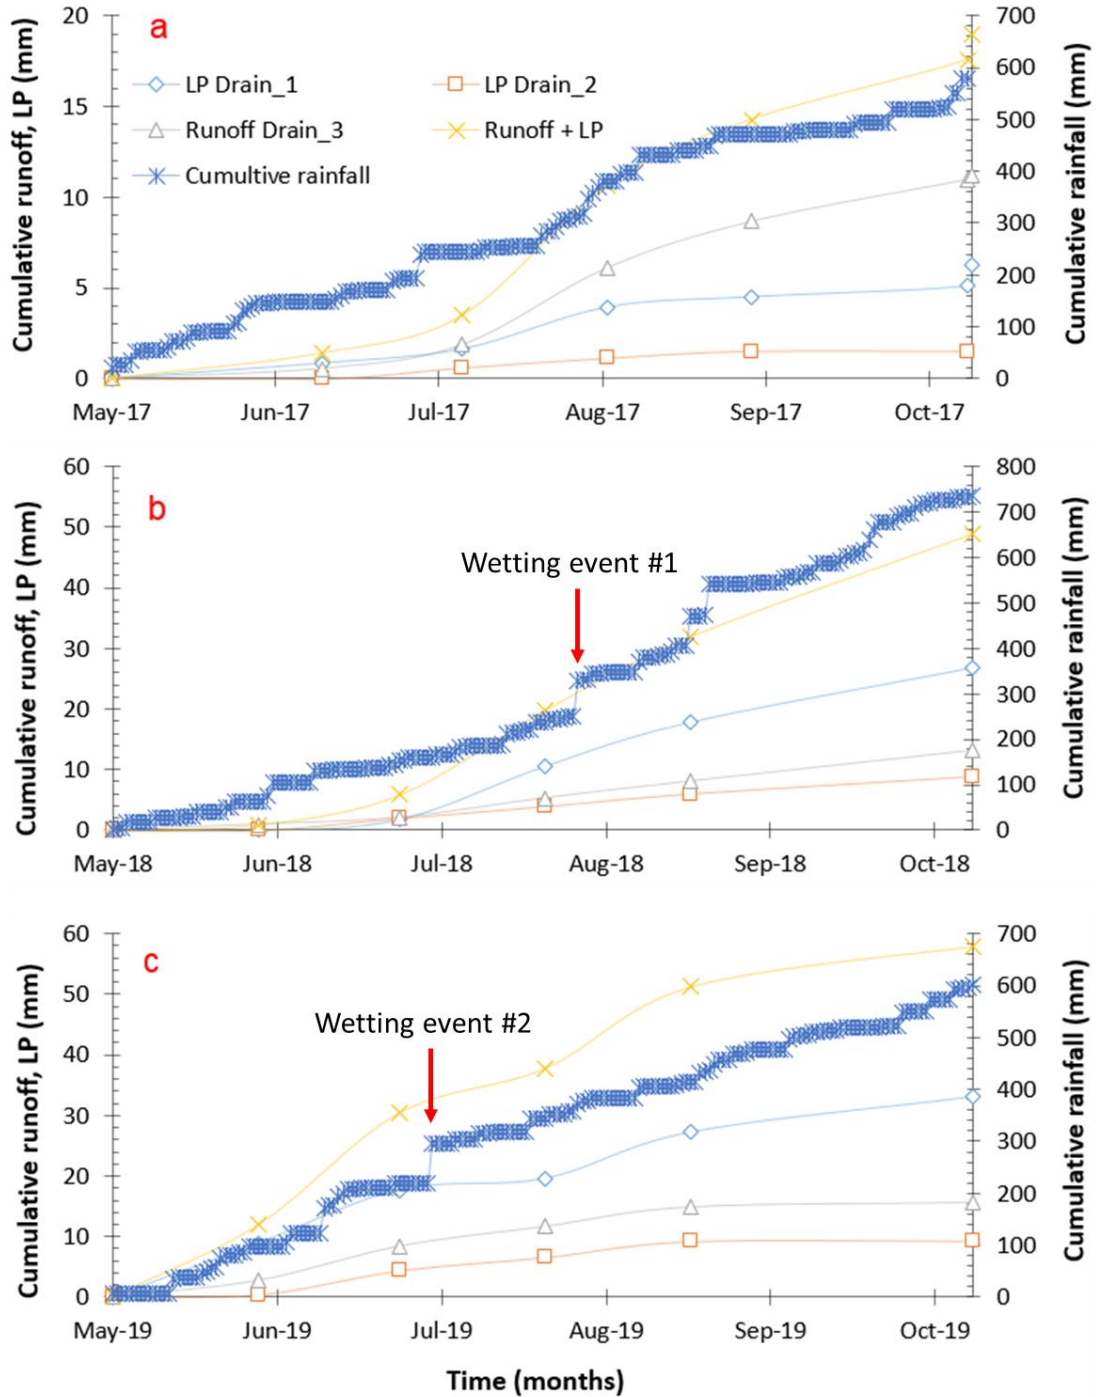 a
Cumulative runoff, LP (mm)
Cumulative rainfall (mm)
20
15
10
5
0
700
600
500
400
300
200
100
0
LP Drain_1
LP Drain_2
Runoff Drain_3
Runoff + LP
Cumultive rainfall
May-17 Jun-17 Jul-17 Aug-17 Sep-17 Oct-17
b
Cumulative runoff, LP (mm)
Cumulative rainfall (mm)
60
50
40
30
20
10
0
800
700
600
500
400
300
200
100
0
Wetting event #1
May-18 Jun-18 Jul-18 Aug-18 Sep-18 Oct-18
c
Cumulative runoff, LP (mm)
Cumulative rainfall (mm)
60
50
40
30
20
10
0
700
600
500
400
300
200
100
0
Wetting event #2
May-19 Jun-19 Jul-19 Aug-19 Sep-19 Oct-19
Time (months)